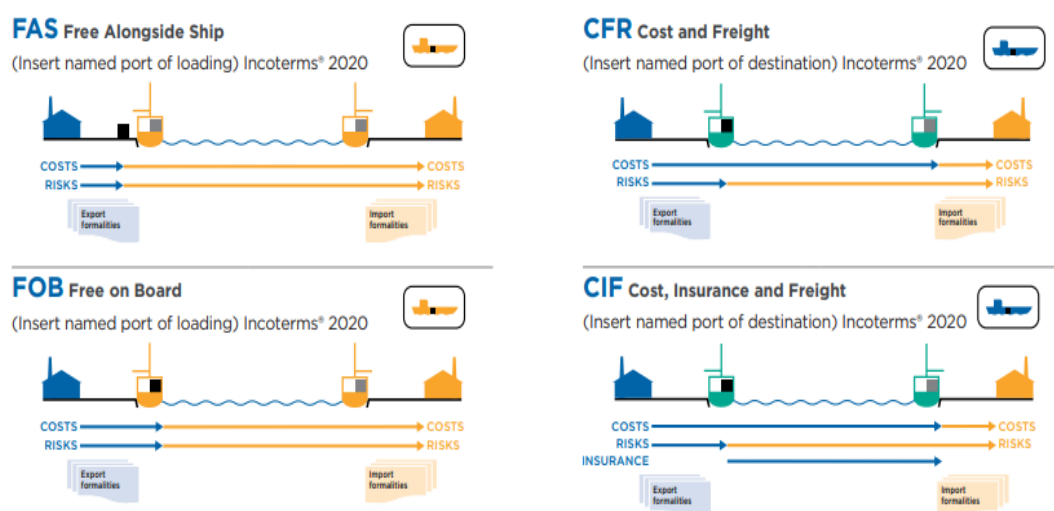 FAS Free Alongside Ship
(Insert named port of loading) Incoterms® 2020
COSTS COSTS
RISKS RISKS
Export
formalities
Import
formalities
CFR Cost and Freight
(Insert named port of destination) Incoterms® 2020
COSTS COSTS
RISKS RISKS
Export
formalities
Import
formalities
FOB Free on Board
(Insert named port of loading) Incoterms® 2020
COSTS COSTS
RISKS RISKS
Export
formalities
Import
formalities
CIF Cost, Insurance and Freight
(Insert named port of destination) Incoterms® 2020
COSTS COSTS
RISKS RISKS
INSURANCE
Export
formalities
Import
formalities